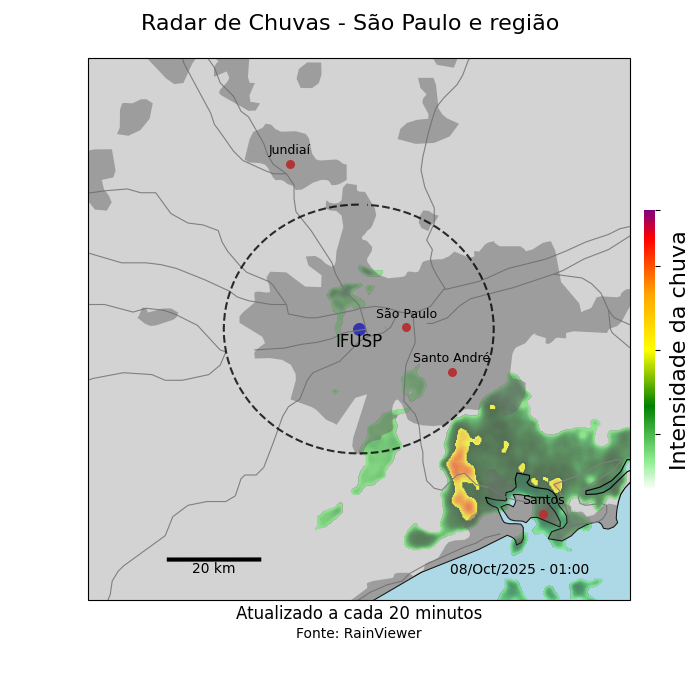 Radar de Chuvas - São Paulo e região
Jundiaí
São Paulo
IFUSP
Santo André
Santos
20 km
08/Oct/2025 - 01:00
Intensidade da chuva
Atualizado a cada 20 minutos
Fonte: RainViewer